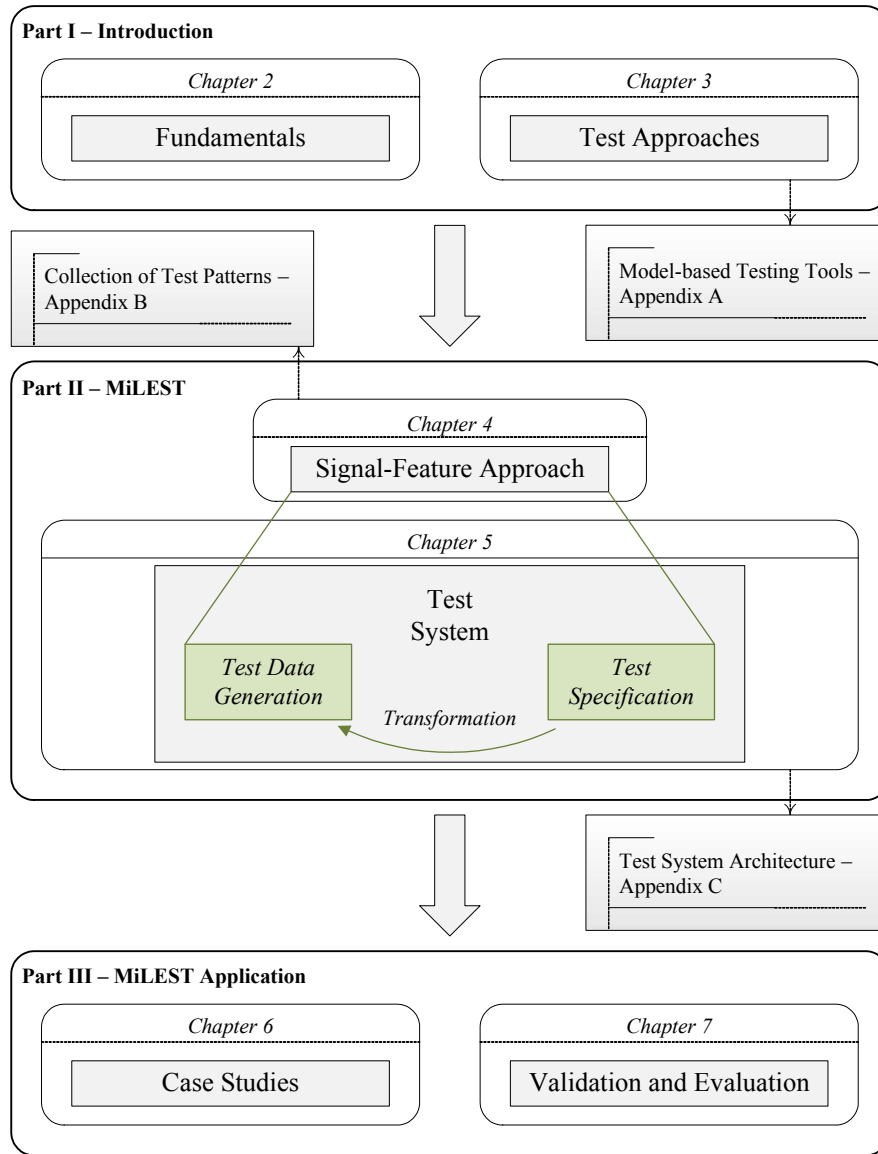 Part I – Introduction
Chapter 2
Fundamentals
Chapter 3
Test Approaches
Collection of Test Patterns –
Appendix B
Model-based Testing Tools –
Appendix A
Part II – MiLEST
Chapter 4
Signal-Feature Approach
Chapter 5
Test
System
Test Data
Generation
Test
Specification
Transformation
Test System Architecture –
Appendix C
Part III – MiLEST Application
Chapter 6
Case Studies
Chapter 7
Validation and Evaluation